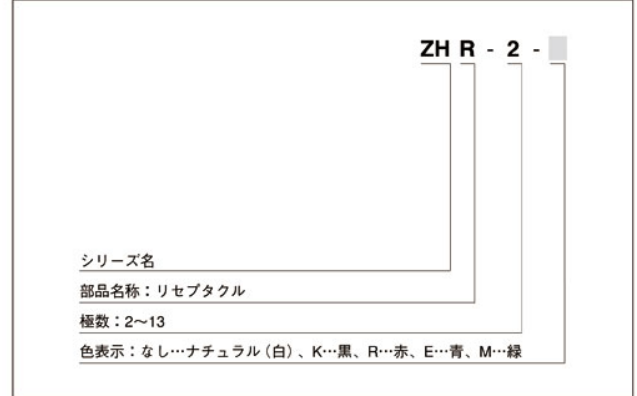 ZH R - 2 -
シリーズ名
部品名称：リセプタクル
極数：2〜13
色表示：なし…ナチュラル（白）、K…黒、R…赤、E…青、M…緑